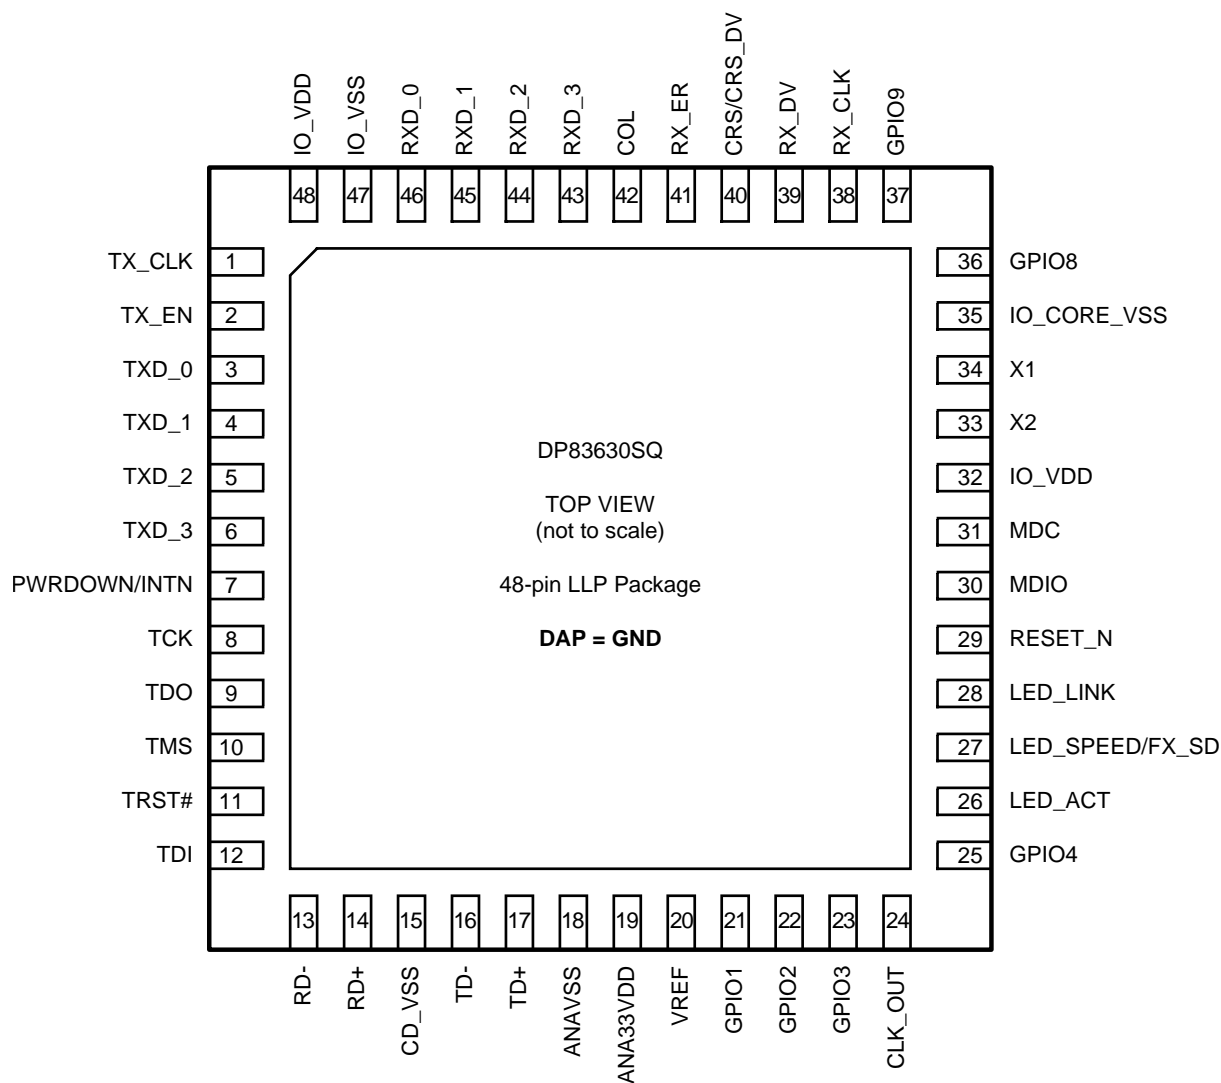 IO_VDD
IO_VSS
RXD_0
RXD_1
RXD_2
RXD_3
COL
RX_ER
CRS/CRS_DV
RX_DV
RX_CLK
GPIO9
48
47
46
45
44
43
42
41
40
39
38
37
TX_CLK 1
TX_EN 2
TXD_0 3
TXD_1 4
TXD_2 5
TXD_3 6
PWRDOWN/INTN 7
TCK 8
TDO 9
TMS 10
TRST# 11
TDI 12
DP83630SQ
TOP VIEW
(not to scale)
48-pin LLP Package
DAP = GND
36 GPIO8
35 IO_CORE_VSS
34 X1
33 X2
32 IO_VDD
31 MDC
30 MDIO
29 RESET_N
28 LED_LINK
27 LED_SPEED/FX_SD
26 LED_ACT
25 GPIO4
13
14
15
16
17
18
19
20
21
22
23
24
RD-
RD+
CD_VSS
TD-
TD+
ANAVSS
ANA33VDD
VREF
GPIO1
GPIO2
GPIO3
CLK_OUT